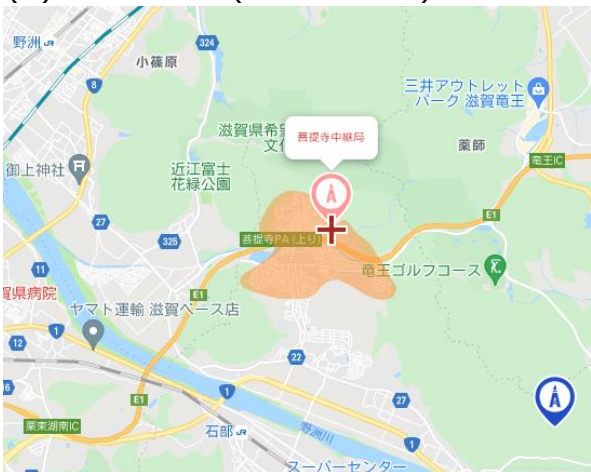 野洲 JR
324
小篠原
8
三井アウトレット
パーク 滋賀竜王
滋賀県希
文化
菩提寺中継局
薬師
竜王IC
御上神社
近江富士
花緑公園
27
E1
325
菩提寺PA(上り)
11
賀県病院
竜王ゴルフコース
E1
ヤマト運輸 滋賀ベース店
1
12
22
1
27
E1
栗東湖南IC
石部 JR
野洲川
1
スーパーセンター